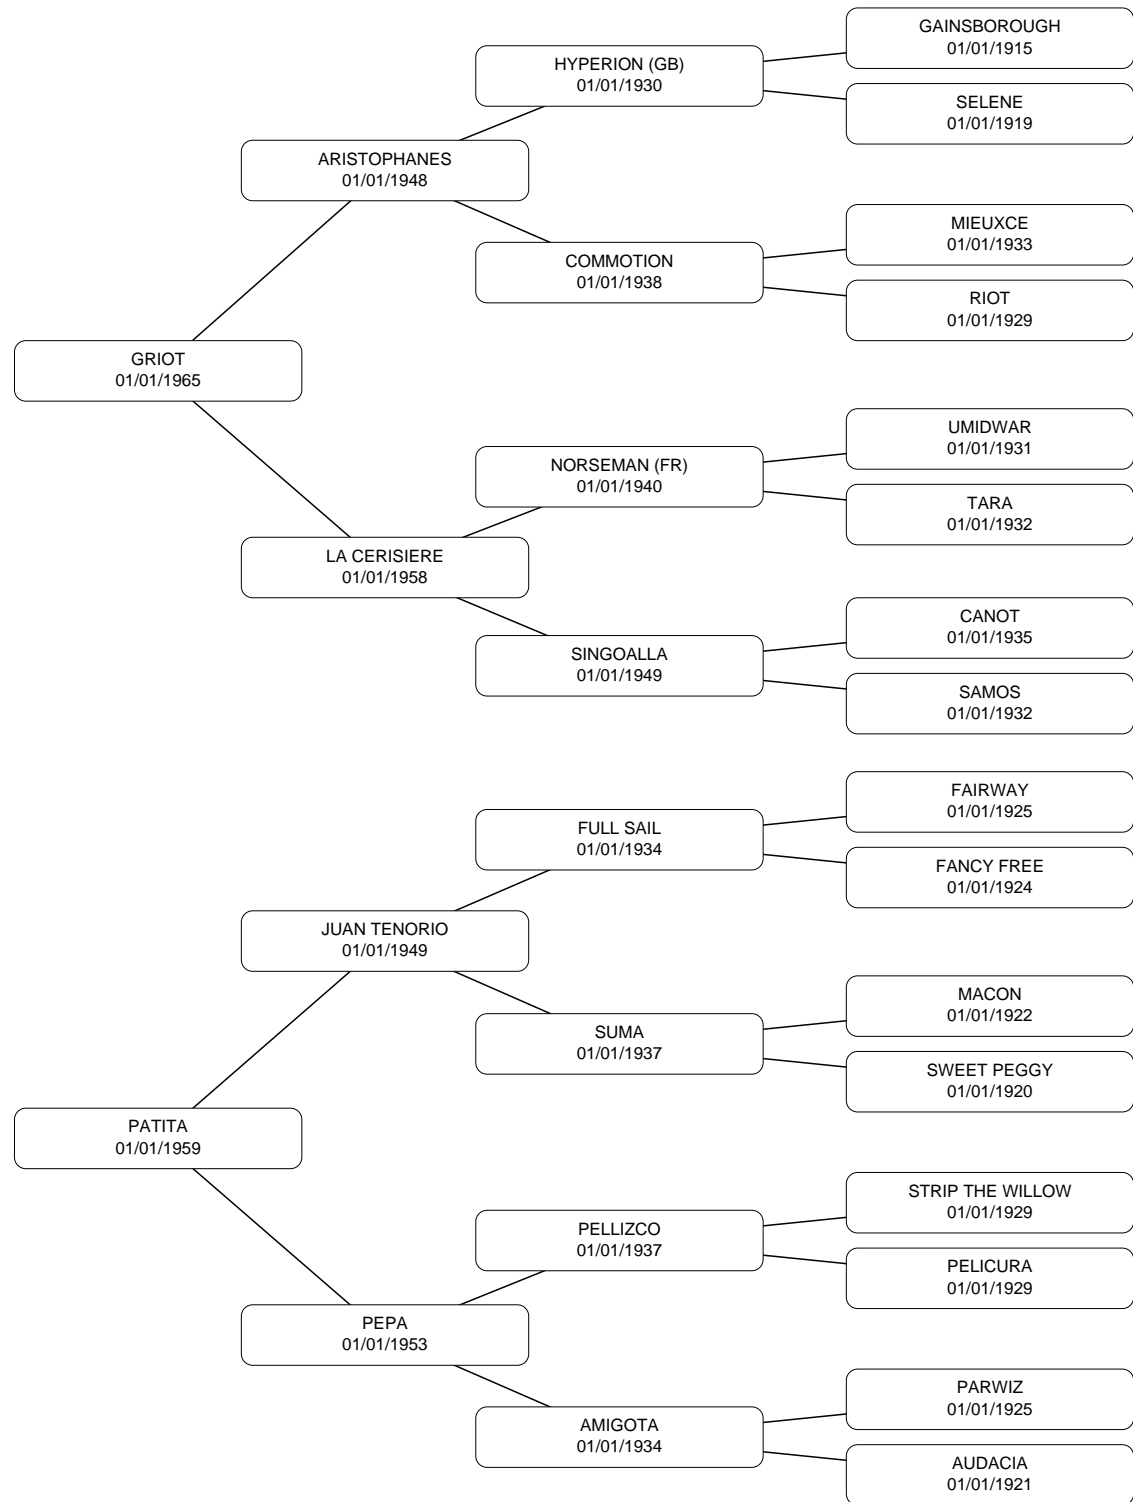 GAINSBOROUGH
01/01/1915
HYPERION (GB)
01/01/1930
SELENE
01/01/1919
ARISTOPHANES
01/01/1948
MIEUXCE
01/01/1933
COMMOTION
01/01/1938
RIOT
01/01/1929
GRIOT
01/01/1965
UMIDWAR
01/01/1931
NORSEMAN (FR)
01/01/1940
TARA
01/01/1932
LA CERISIERE
01/01/1958
CANOT
01/01/1935
SINGOALLA
01/01/1949
SAMOS
01/01/1932
FAIRWAY
01/01/1925
FULL SAIL
01/01/1934
FANCY FREE
01/01/1924
JUAN TENORIO
01/01/1949
MACON
01/01/1922
SUMA
01/01/1937
SWEET PEGGY
01/01/1920
PATITA
01/01/1959
STRIP THE WILLOW
01/01/1929
PELLIZCO
01/01/1937
PELICURA
01/01/1929
PEPA
01/01/1953
PARWIZ
01/01/1925
AMIGOTA
01/01/1934
AUDACIA
01/01/1921